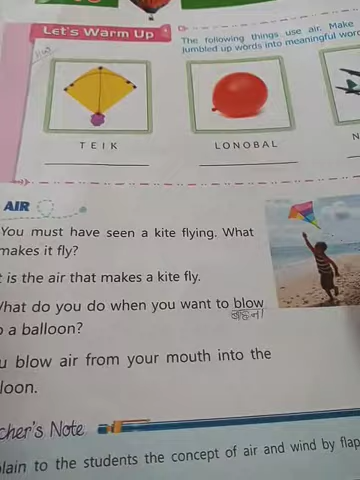 Let's Warm Up
The following things use air. Make
jumbled up words into meaningful word
H.W
TEIK
LONOBAL
N
AIR
You must have seen a kite flying. What
makes it fly?
t is the air that makes a kite fly.
What do you do when you want to blow
p a balloon?
u blow air from your mouth into the
loon.
cher's Note
lain to the students the concept of air and wind by flap